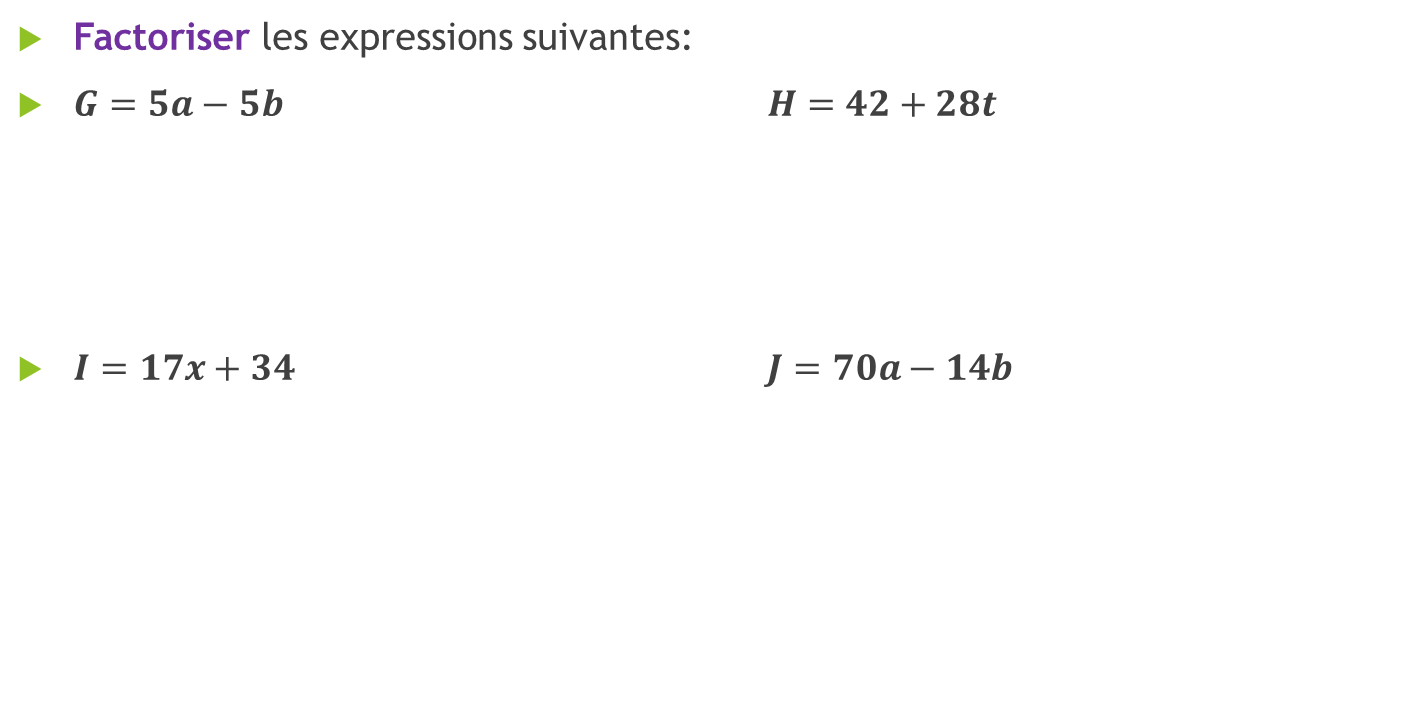 Factoriser les expressions suivantes:
G = 5a − 5b H = 42 + 28t
I = 17x + 34 J = 70a − 14b